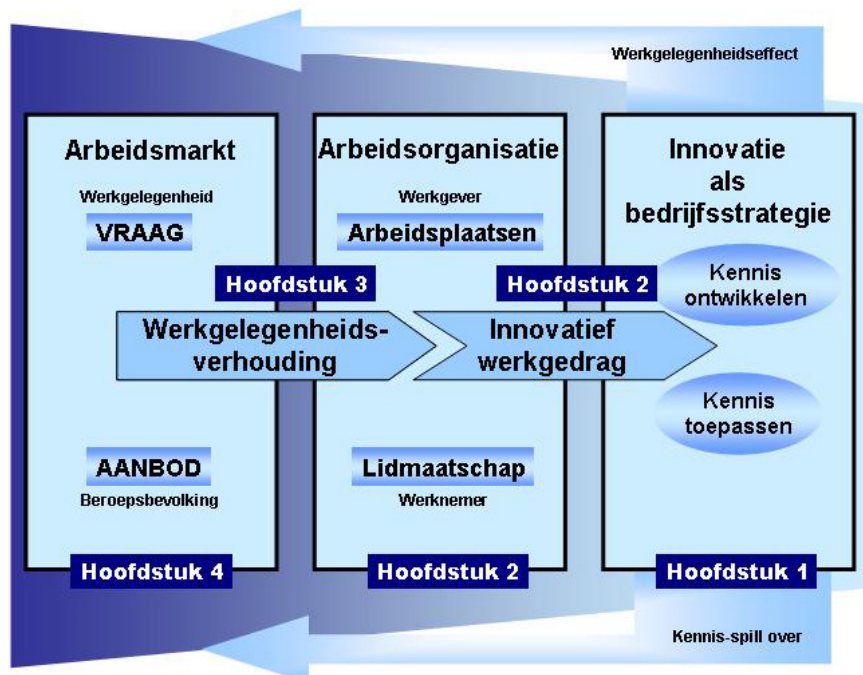 Werkgelegenheidseffect
Arbeidsmarkt
Werkgelegenheid
VRAAG
Arbeidsorganisatie
Werkgever
Arbeidsplaatsen
Innovatie
als
bedrijfsstrategie
Hoofdstuk 3
Hoofdstuk 2
Kennis
ontwikkelen
Werkgelegenheids-
verhouding
Innovatief
werkgedrag
Kennis
toepassen
AANBOD
Beroepsbevolking
Lidmaatschap
Werknemer
Hoofdstuk 4
Hoofdstuk 2
Hoofdstuk 1
Kennis-spill over